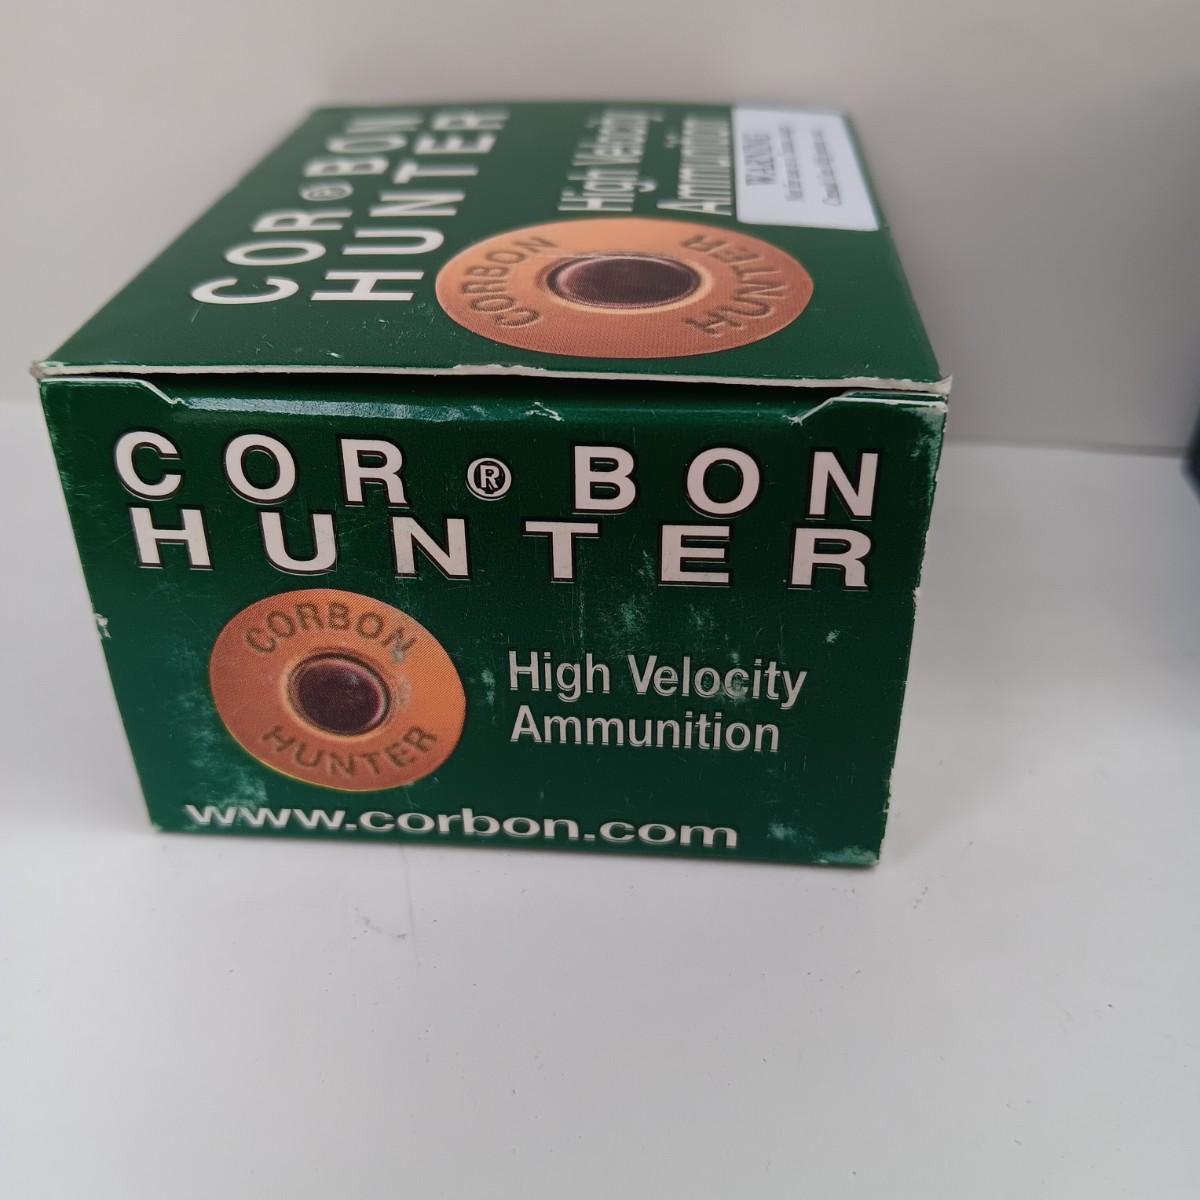 COR®BON
HUNTER
High Velocity
Ammunition
WARNING
CORBON
HUNTER
COR®BON
HUNTER
CORBON
HUNTER
High Velocity
Ammunition
www.corbon.com